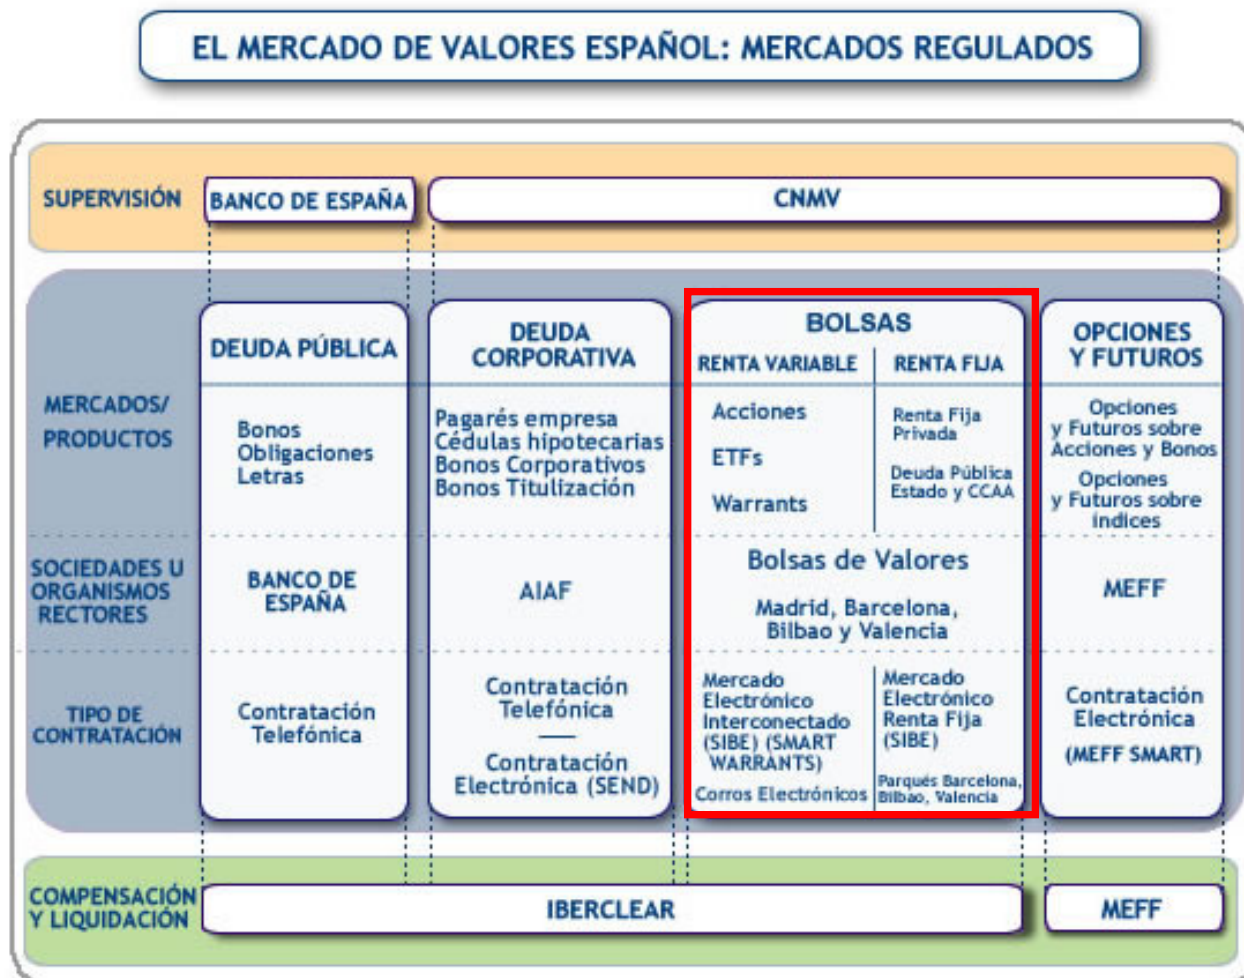 EL MERCADO DE VALORES ESPAÑOL: MERCADOS REGULADOS
SUPERVISIÓN
BANCO DE ESPAÑA
CNMV
MERCADOS/
PRODUCTOS
DEUDA PÚBLICA
Bonos
Obligaciones
Letras
DEUDA
CORPORATIVA
Pagarés empresa
Cédulas hipotecarias
Bonos Corporativos
Bonos Titulización
BOLSAS
RENTA VARIABLE
Acciones
ETFs
Warrants
RENTA FIJA
Renta Fija
Privada
Deuda Pública
Estado y CCAA
OPCIONES
Y FUTUROS
Opciones
y Futuros sobre
Acciones y Bonos
Opciones
y Futuros sobre
índices
SOCIEDADES U
ORGANISMOS
RECTORES
BANCO DE
ESPAÑA
AIAF
Bolsas de Valores
Madrid, Barcelona,
Bilbao y Valencia
MEFF
TIPO DE
CONTRATACIÓN
Contratación
Telefónica
Contratación
Telefónica
Contratación
Electrónica (SEND)
Mercado
Electrónico
Interconectado
(SIBE) (SMART
WARRANTS)
Corros Electrónicos
Mercado
Electrónico
Renta Fija
(SIBE)
Parqués Barcelona,
Bilbao, Valencia
Contratación
Electrónica
(MEFF SMART)
COMPENSACIÓN
Y LIQUIDACIÓN
IBERCLEAR
MEFF